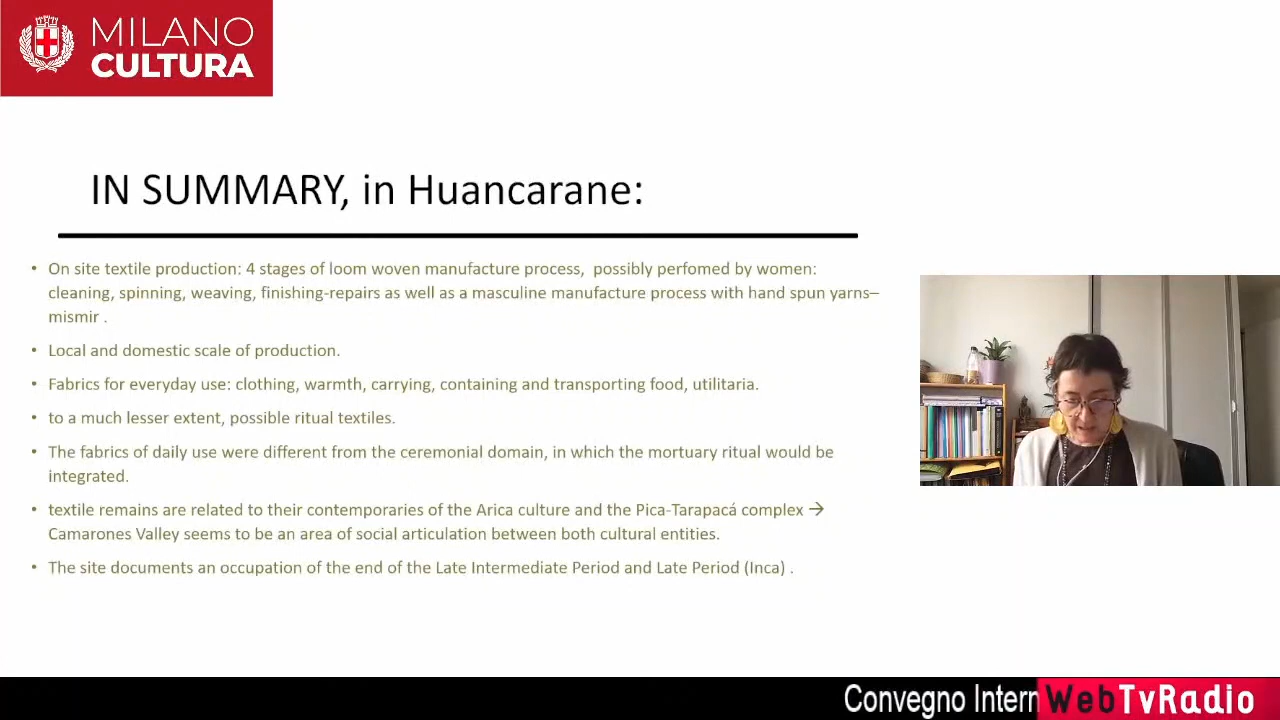 MILANO
CULTURA
IN SUMMARY, in Huancarane:
• On site textile production: 4 stages of loom woven manufacture process, possibly perfomed by women:
cleaning, spinning, weaving, finishing-repairs as well as a masculine manufacture process with hand spun yarns–
mismir .
• Local and domestic scale of production.
• Fabrics for everyday use: clothing, warmth, carrying, containing and transporting food, utilitaria.
• to a much lesser extent, possible ritual textiles.
• The fabrics of daily use were different from the ceremonial domain, in which the mortuary ritual would be
integrated.
• textile remains are related to their contemporaries of the Arica culture and the Pica-Tarapacá complex →
Camarones Valley seems to be an area of social articulation between both cultural entities.
• The site documents an occupation of the end of the Late Intermediate Period and Late Period (Inca) .
Convegno Intern WebTvRadio